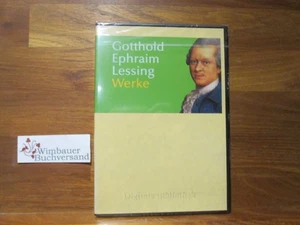 Gotthold
Ephraim
Lessing
Werke
Wimbauer
Buchversand